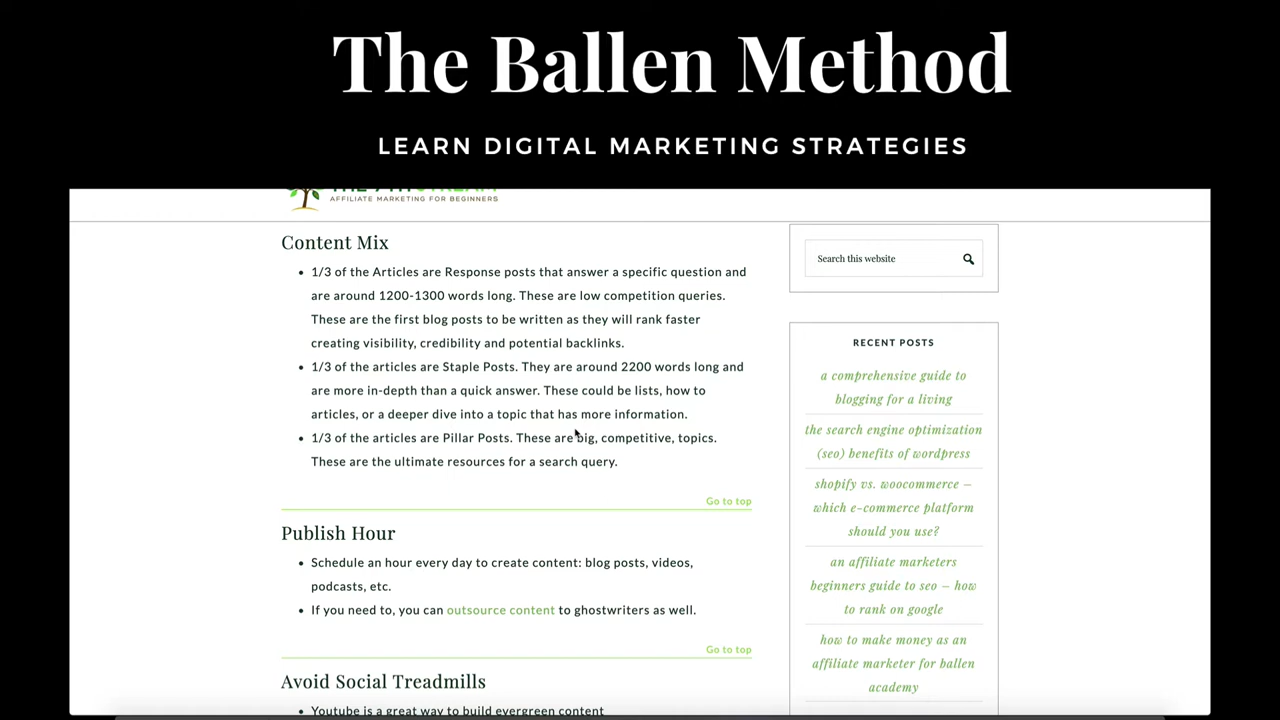 The Ballen Method
LEARN DIGITAL MARKETING STRATEGIES
THE 7TH STREAM
AFFILIATE MARKETING FOR BEGINNERS
Content Mix
• 1/3 of the Articles are Response posts that answer a specific question and
are around 1200-1300 words long. These are low competition queries.
These are the first blog posts to be written as they will rank faster
creating visibility, credibility and potential backlinks.
• 1/3 of the articles are Staple Posts. They are around 2200 words long and
are more in-depth than a quick answer. These could be lists, how to
articles, or a deeper dive into a topic that has more information.
• 1/3 of the articles are Pillar Posts. These are big, competitive, topics.
These are the ultimate resources for a search query.
Go to top
Publish Hour
• Schedule an hour every day to create content: blog posts, videos,
podcasts, etc.
• If you need to, you can outsource content to ghostwriters as well.
Go to top
Avoid Social Treadmills
• Youtube is a great way to build evergreen content
Search this website
RECENT POSTS
a comprehensive guide to
blogging for a living
the search engine optimization
(seo) benefits of wordpress
shopify vs. woocommerce –
which e-commerce platform
should you use?
an affiliate marketers
beginners guide to seo – how
to rank on google
how to make money as an
affiliate marketer for ballen
academy